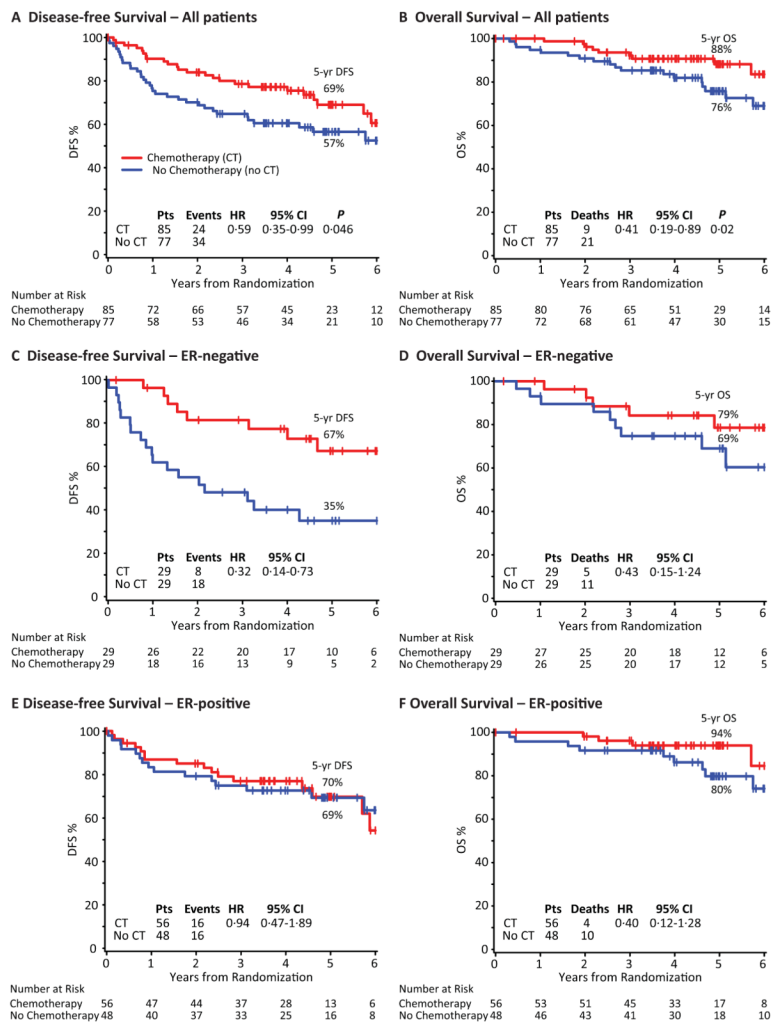 A Disease-free Survival – All patients
100
80
60
40
20
0
DFS %
5-yr DFS
69%
57%
Chemotherapy (CT)
No Chemotherapy (no CT)
Pts Events HR 95% CI P
CT 85 24 0·59 0·35-0·99 0·046
No CT 77 34
0 1 2 3 4 5 6
Years from Randomization
Number at Risk
Chemotherapy 85 72 66 57 45 23 12
No Chemotherapy 77 58 53 46 34 21 10
B Overall Survival – All patients
100
80
60
40
20
0
OS %
5-yr OS
88%
76%
Pts Deaths HR 95% CI P
CT 85 9 0·41 0·19-0·89 0·02
No CT 77 21
0 1 2 3 4 5 6
Years from Randomization
Number at Risk
Chemotherapy 85 80 76 65 51 29 14
No Chemotherapy 77 72 68 61 47 30 15
C Disease-free Survival – ER-negative
100
80
60
40
20
0
DFS %
5-yr DFS
67%
35%
Pts Events HR 95% CI
CT 29 8 0·32 0·14-0·73
No CT 29 18
0 1 2 3 4 5 6
Years from Randomization
Number at Risk
Chemotherapy 29 26 22 20 17 10 6
No Chemotherapy 29 18 16 13 9 5 2
D Overall Survival – ER-negative
100
80
60
40
20
0
OS %
5-yr OS
79%
69%
Pts Deaths HR 95% CI
CT 29 5 0·43 0·15-1·24
No CT 29 11
0 1 2 3 4 5 6
Years from Randomization
Number at Risk
Chemotherapy 29 27 25 20 18 12 6
No Chemotherapy 29 26 25 20 17 12 5
E Disease-free Survival – ER-positive
100
80
60
40
20
0
DFS %
5-yr DFS
70%
69%
Pts Events HR 95% CI
CT 56 16 0·94 0·47-1·89
No CT 48 16
0 1 2 3 4 5 6
Years from Randomization
Number at Risk
Chemotherapy 56 47 44 37 28 13 6
No Chemotherapy 48 40 37 33 25 16 8
F Overall Survival – ER-positive
100
80
60
40
20
0
OS %
5-yr OS
94%
80%
Pts Deaths HR 95% CI
CT 56 4 0·40 0·12-1·28
No CT 48 10
0 1 2 3 4 5 6
Years from Randomization
Number at Risk
Chemotherapy 56 53 51 45 33 17 8
No Chemotherapy 48 46 43 41 30 18 10